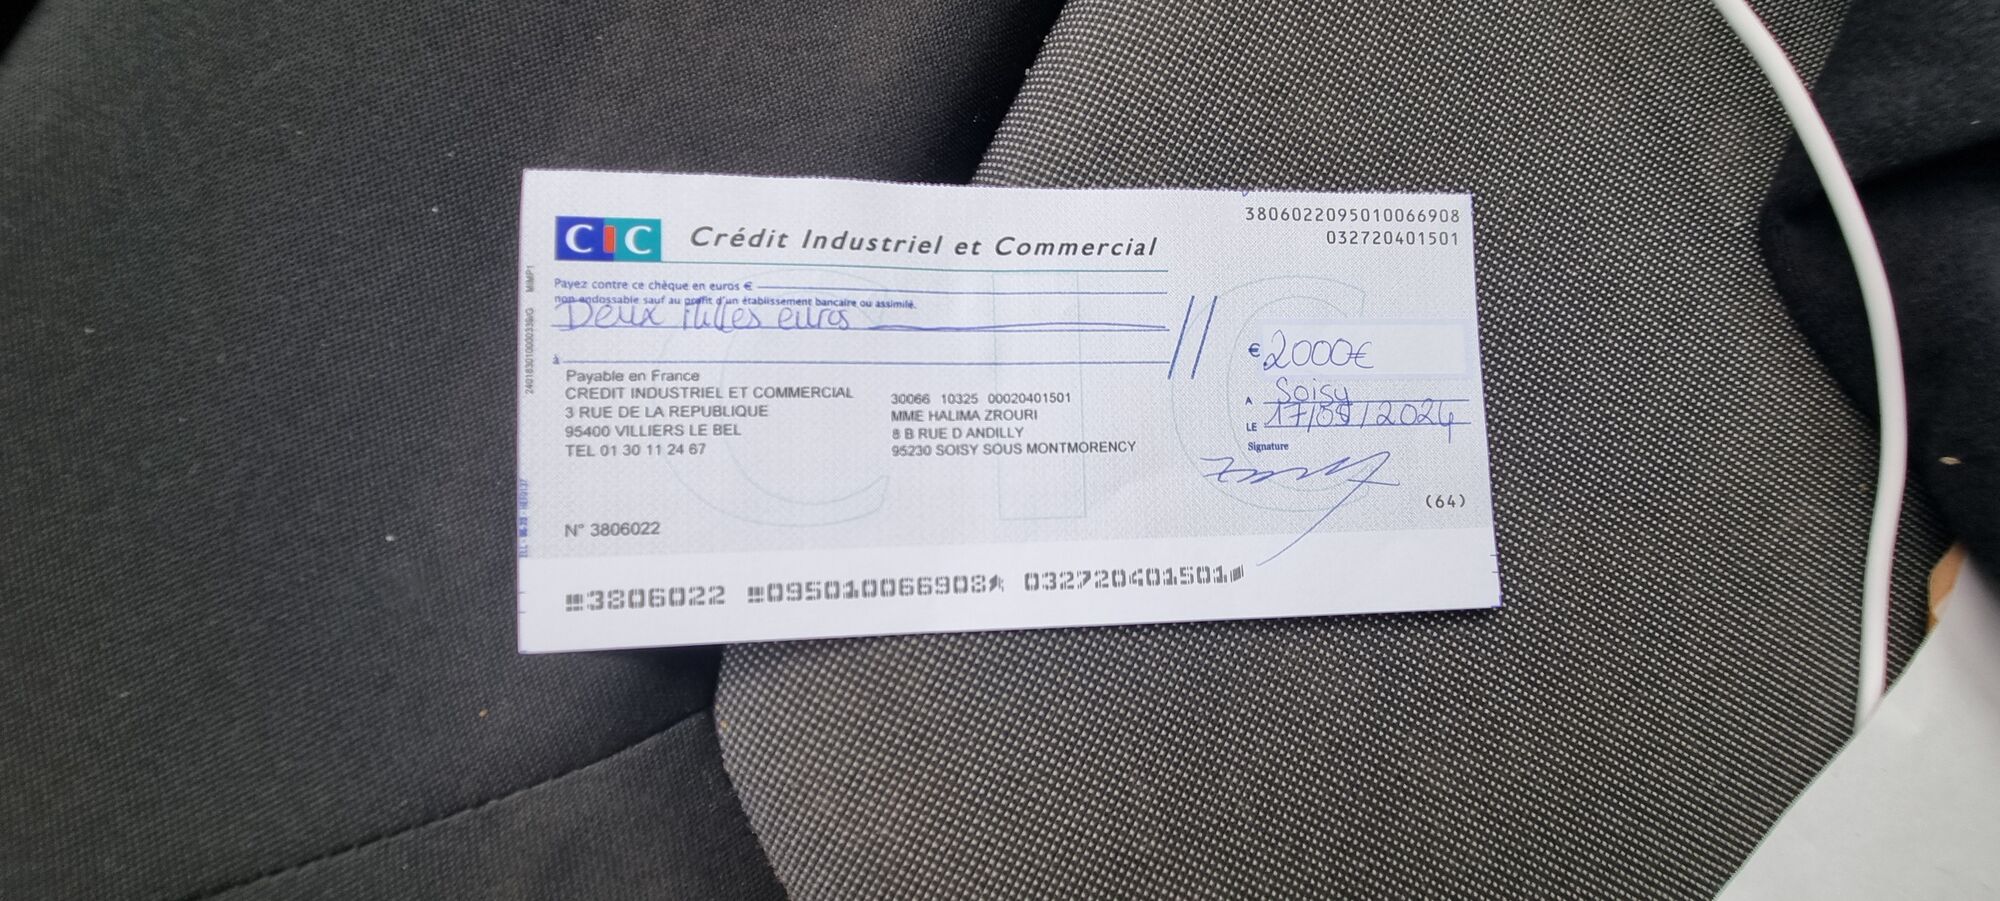 CIC Crédit Industriel et Commercial
3806022095010066908
032720401501
Payez contre ce chèque en euros €
non endossable sauf au profit d'un établissement bancaire ou assimilé.
Deux Milles euros
€ 2000€
à
A Soisy
LE 17/09/2024
Signature
Payable en France
CREDIT INDUSTRIEL ET COMMERCIAL
3 RUE DE LA REPUBLIQUE
95400 VILLIERS LE BEL
TEL 01 30 11 24 67
30066 10325 00020401501
MME HALIMA ZROURI
8 B RUE D ANDILLY
95230 SOISY SOUS MONTMORENCY
(64)
N° 3806022
3806022 095010066908 032720401501